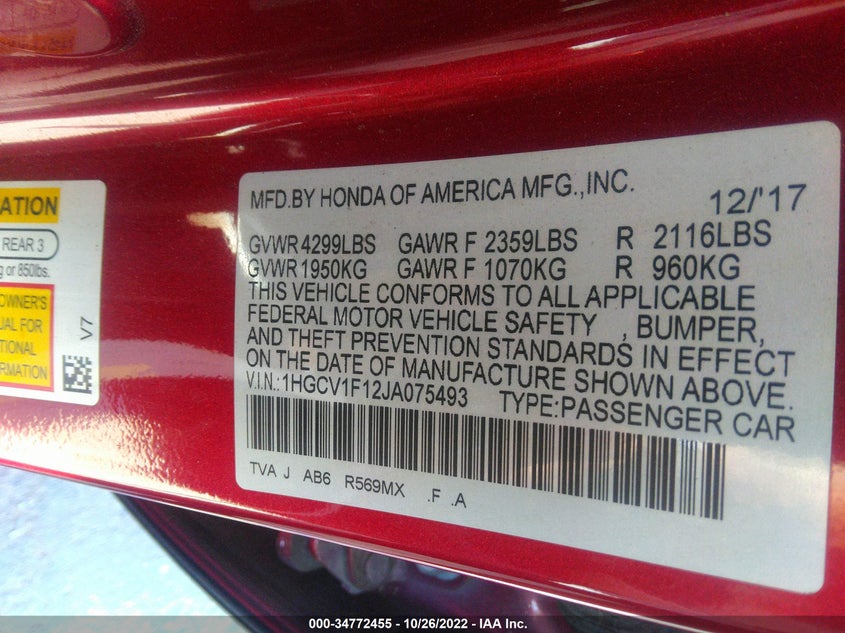 ATION
REAR 3
g or 850lbs.
OWNER'S
UAL FOR
TIONAL
ORMATION
V7
MFD.BY HONDA OF AMERICA MFG.,INC.
12/'17
GVWR 4299LBS GAWR F 2359LBS R 2116LBS
GVWR 1950KG GAWR F 1070KG R 960KG
THIS VEHICLE CONFORMS TO ALL APPLICABLE
FEDERAL MOTOR VEHICLE SAFETY , BUMPER,
AND THEFT PREVENTION STANDARDS IN EFFECT
ON THE DATE OF MANUFACTURE SHOWN ABOVE.
V.I.N.:1HGCV1F12JA075493 TYPE:PASSENGER CAR
TVA J AB6 R569MX .F .A
000-34772455 - 10/26/2022 - IAA Inc.